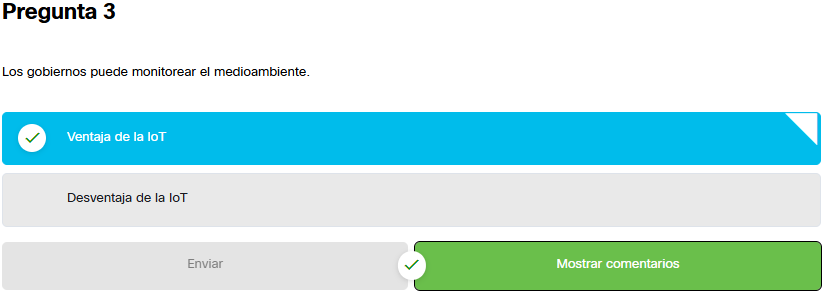 Pregunta 3
Los gobiernos puede monitorear el medioambiente.
Ventaja de la IoT
Desventaja de la IoT
Enviar
Mostrar comentarios